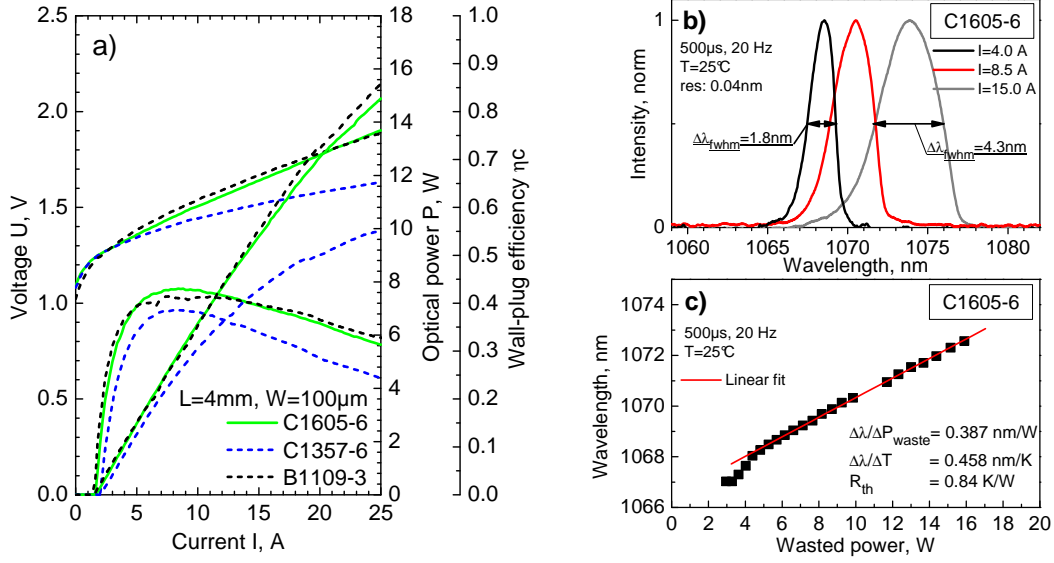 a)
Voltage U, V
2.5
2.0
1.5
1.0
0.5
0.0
0 5 10 15 20 25
Current I, A
18
16
14
12
10
8
6
4
2
0
Optical power P, W
1.0
0.9
0.8
0.7
0.6
0.5
0.4
0.3
0.2
0.1
0.0
Wall-plug efficiency ηc
L=4mm, W=100µm
C1605-6
C1357-6
B1109-3
b)
C1605-6
500µs, 20 Hz
T=25°C
res: 0.04nm
I=4.0 A
I=8.5 A
I=15.0 A
Δλfwhm=1.8nm
Δλfwhm=4.3nm
Intensity, norm
1
0
1060 1065 1070 1075 1080
Wavelength, nm
c)
C1605-6
500µs, 20 Hz
T=25°C
Linear fit
Δλ/ΔPwaste= 0.387 nm/W
Δλ/ΔT = 0.458 nm/K
Rth = 0.84 K/W
Wavelength, nm
1074
1072
1070
1068
1066
0 2 4 6 8 10 12 14 16 18
Wasted power, W